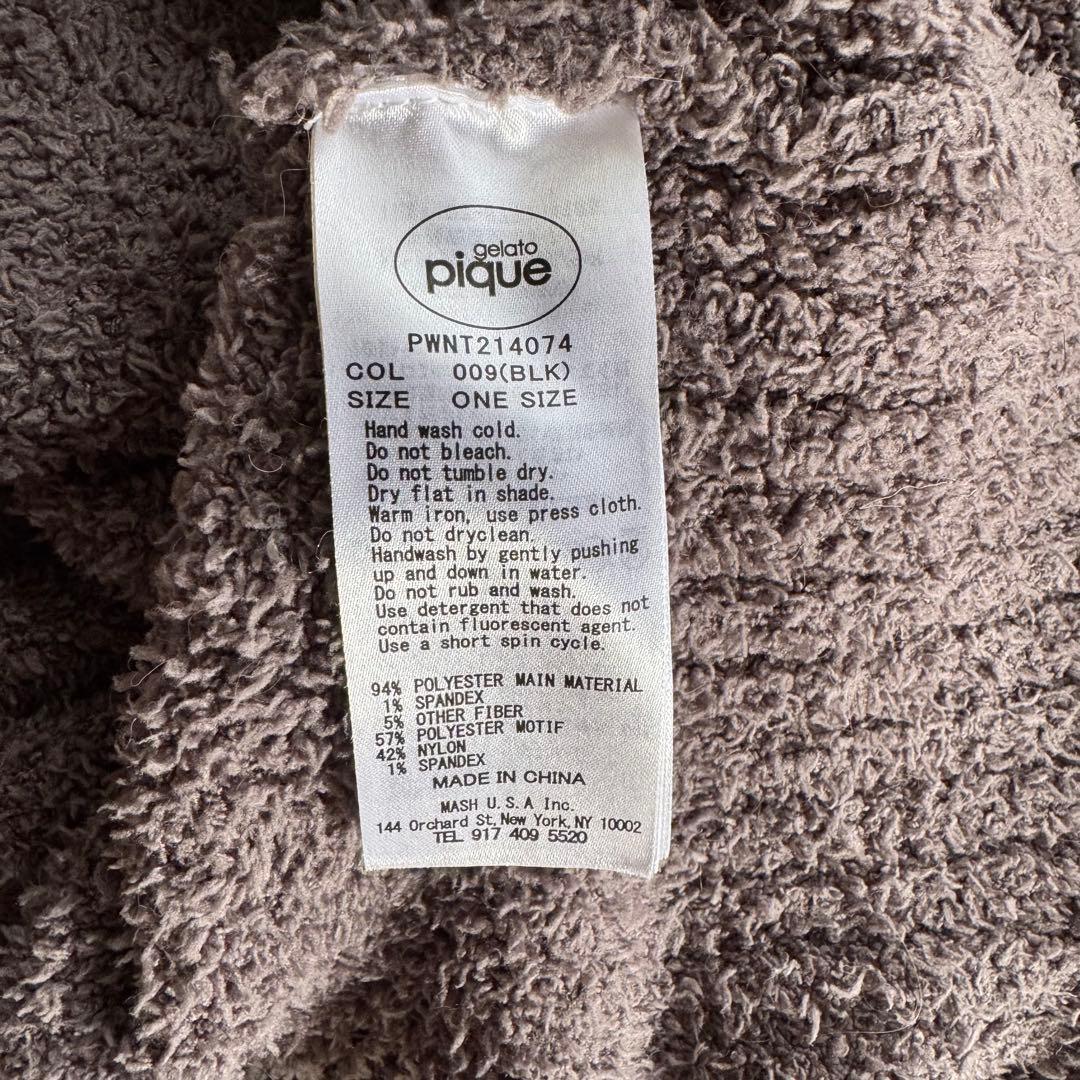 gelato
pique
PWNT214074
COL 009(BLK)
SIZE ONE SIZE
Hand wash cold.
Do not bleach.
Do not tumble dry.
Dry flat in shade.
Warm iron, use press cloth.
Do not dryclean.
Handwash by gently pushing
up and down in water.
Do not rub and wash.
Use detergent that does not
contain fluorescent agent.
Use a short spin cycle.
94% POLYESTER MAIN MATERIAL
1% SPANDEX
5% OTHER FIBER
57% POLYESTER MOTIF
42% NYLON
1% SPANDEX
MADE IN CHINA
MASH U.S.A Inc.
144 Orchard St, New York, NY 10002
TEL 917 409 5520